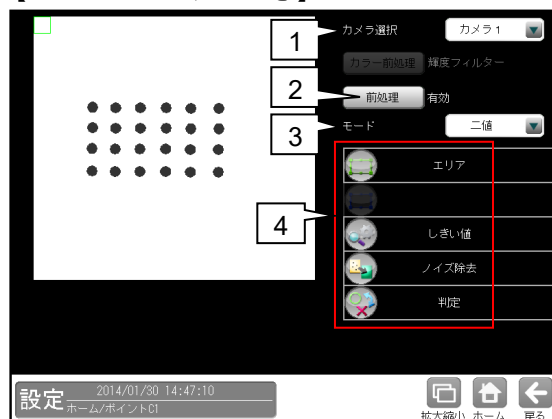 1 カメラ選択 カメラ1
カラー前処理 輝度フィルター
2 前処理 有効
3 モード 二値
エリア
4 しきい値
ノイズ除去
判定
設定 2014/01/30 14:47:10
ホーム/ポイント01
拡大縮小 ホーム 戻る